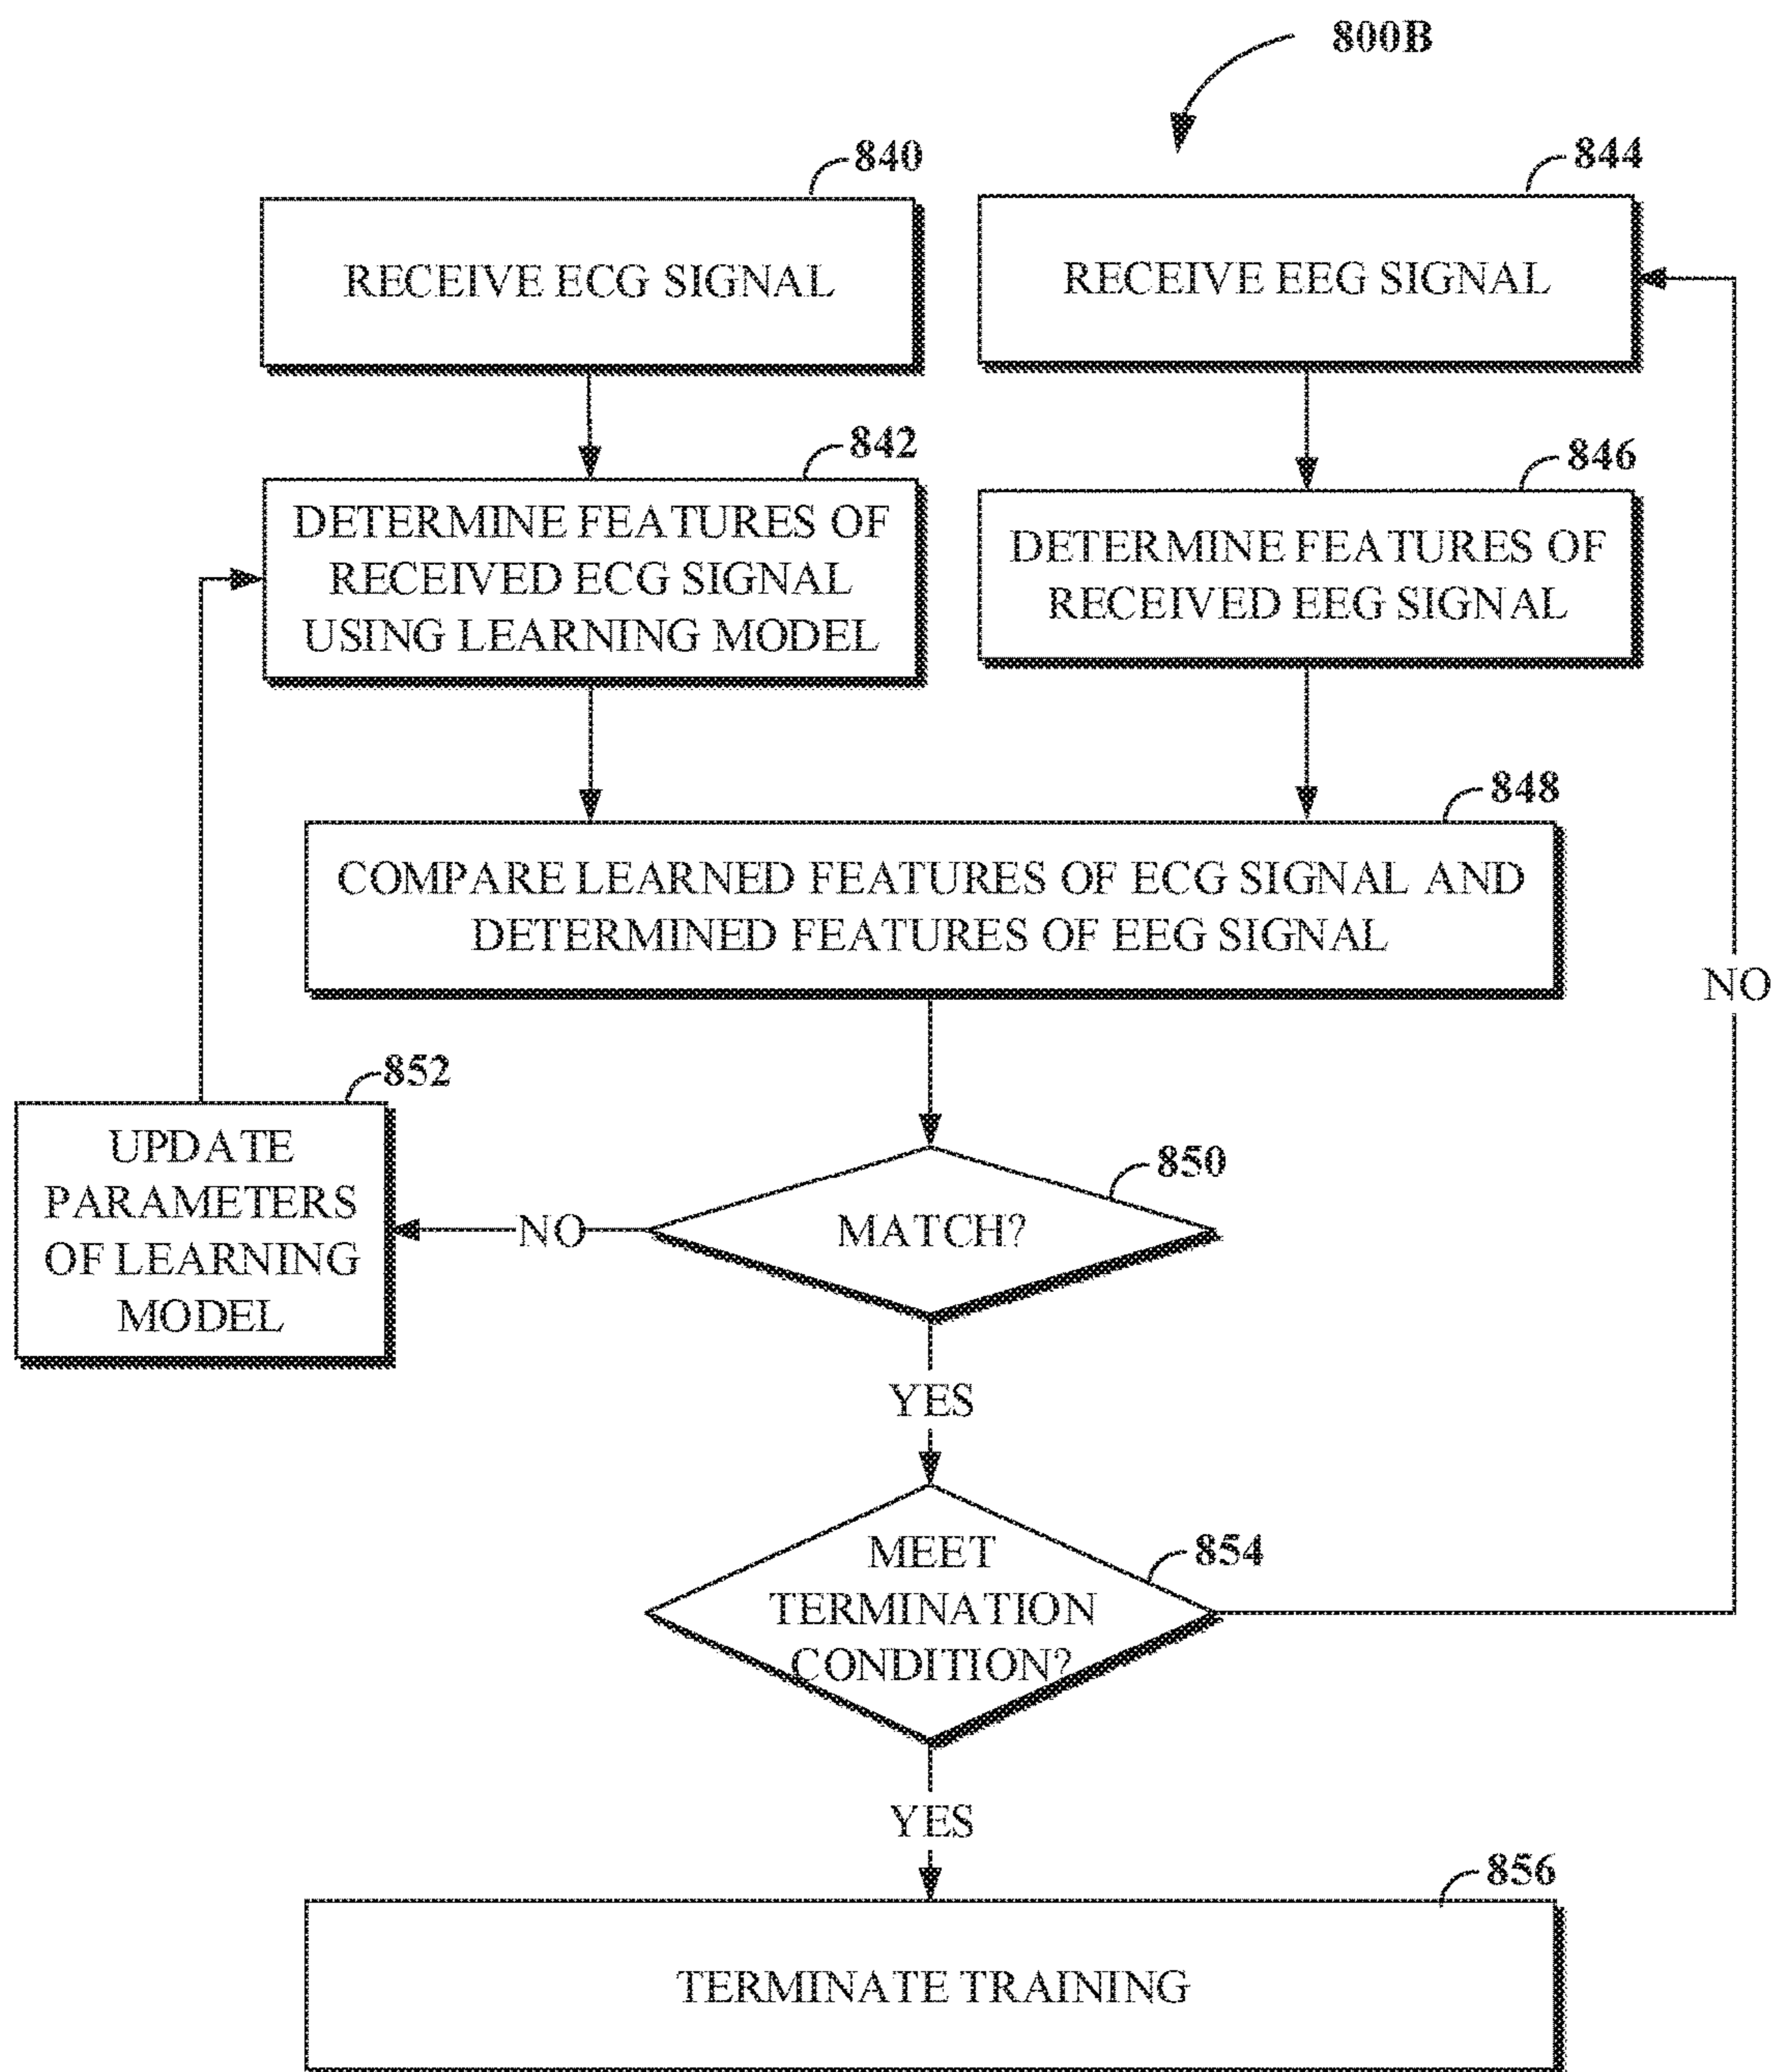 800B
840
844
RECEIVE ECG SIGNAL
RECEIVE EEG SIGNAL
842
846
DETERMINE FEATURES OF
RECEIVED ECG SIGNAL
USING LEARNING MODEL
DETERMINE FEATURES OF
RECEIVED EEG SIGNAL
848
COMPARE LEARNED FEATURES OF ECG SIGNAL AND
DETERMINED FEATURES OF EEG SIGNAL
NO
852
UPDATE
PARAMETERS
OF LEARNING
MODEL
850
NO
MATCH?
YES
854
MEET
TERMINATION
CONDITION?
YES
856
TERMINATE TRAINING